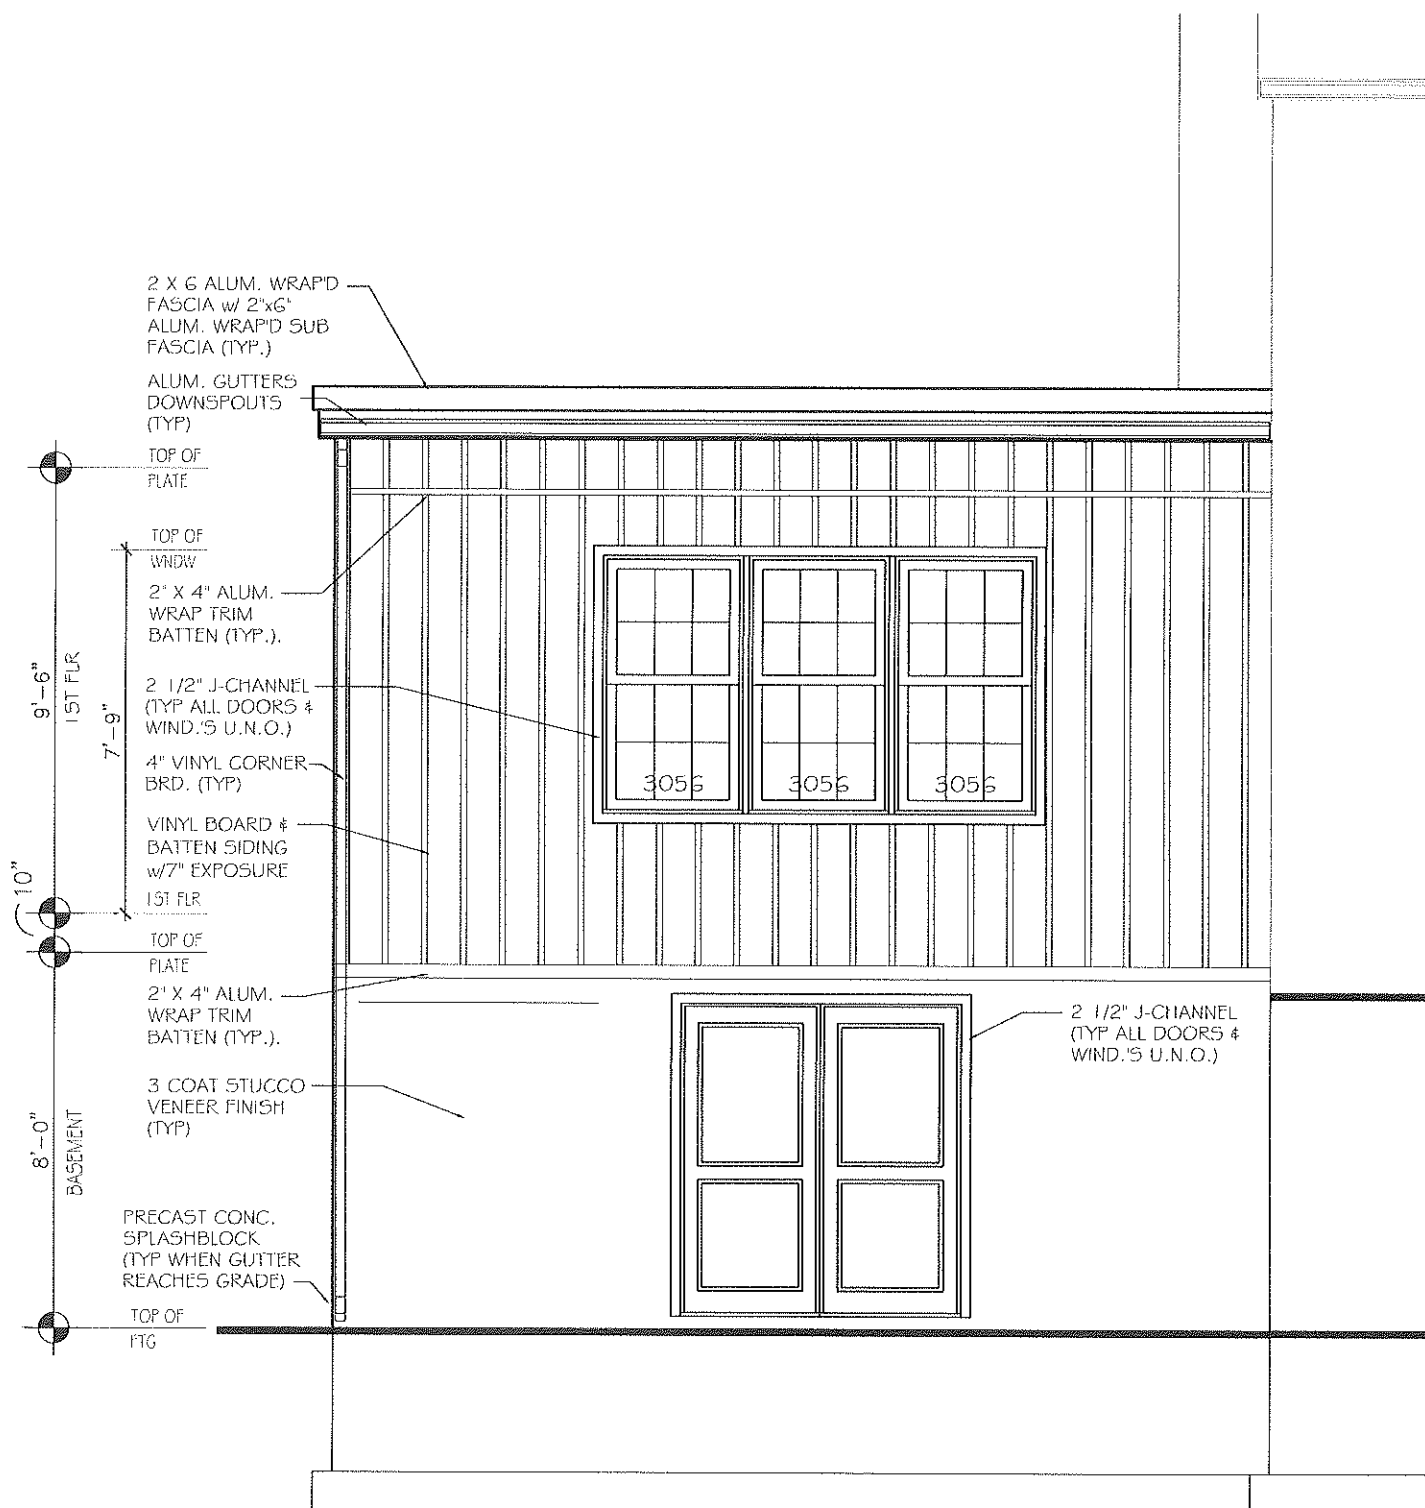 2 X 6 ALUM. WRAP'D
FASCIA w/ 2"x6"
ALUM. WRAP'D SUB
FASCIA (TYP.)
ALUM. GUTTERS
DOWNSPOUTS
(TYP)
TOP OF
PLATE
TOP OF
WNDW
2" X 4" ALUM.
WRAP TRIM
BATTEN (TYP.).
9'-6"
1ST FLR
7'-9"
2 1/2" J-CHANNEL
(TYP ALL DOORS &
WIND.'S U.N.O.)
4" VINYL CORNER
BRD. (TYP)
3056
3056
3056
VINYL BOARD &
BATTEN SIDING
w/7" EXPOSURE
10"
1ST FLR
TOP OF
PLATE
2" X 4" ALUM.
WRAP TRIM
BATTEN (TYP.).
2 1/2" J-CHANNEL
(TYP ALL DOORS &
WIND.'S U.N.O.)
3 COAT STUCCO
VENEER FINISH
(TYP)
8'-0"
BASEMENT
PRECAST CONC.
SPLASHBLOCK
(TYP WHEN GUTTER
REACHES GRADE)
TOP OF
FTG